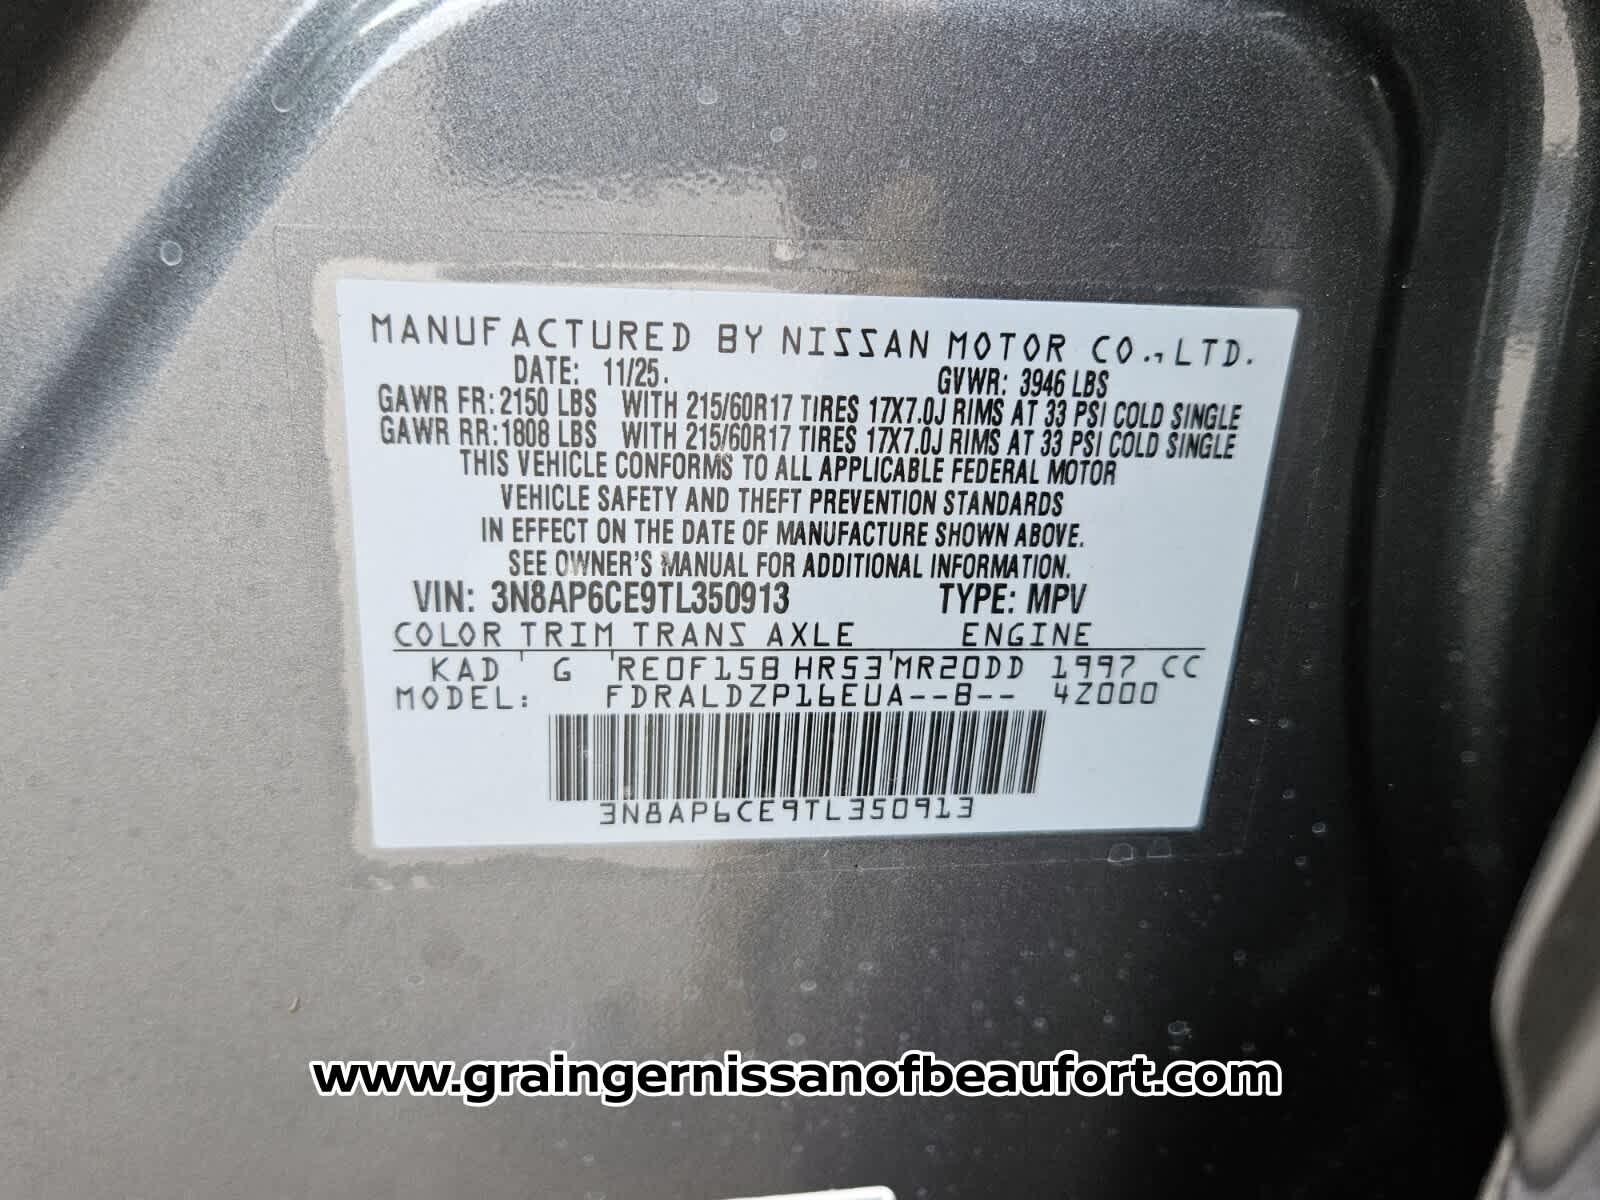 MANUFACTURED BY NISSAN MOTOR CO., LTD.
DATE: 11/25. GVWR: 3946 LBS
GAWR FR: 2150 LBS WITH 215/60R17 TIRES 17X7.0J RIMS AT 33 PSI COLD SINGLE
GAWR RR: 1808 LBS WITH 215/60R17 TIRES 17X7.0J RIMS AT 33 PSI COLD SINGLE
THIS VEHICLE CONFORMS TO ALL APPLICABLE FEDERAL MOTOR
VEHICLE SAFETY AND THEFT PREVENTION STANDARDS
IN EFFECT ON THE DATE OF MANUFACTURE SHOWN ABOVE.
SEE OWNER'S MANUAL FOR ADDITIONAL INFORMATION.
VIN: 3N8AP6CE9TL350913 TYPE: MPV
COLOR TRIM TRANS AXLE ENGINE
KAD G RE0F15B HR53 MR20DD 1997 CC
MODEL: FDRALDZP16EUA--B-- 4Z000
3N8AP6CE9TL350913
www.graingernissanofbeaufort.com